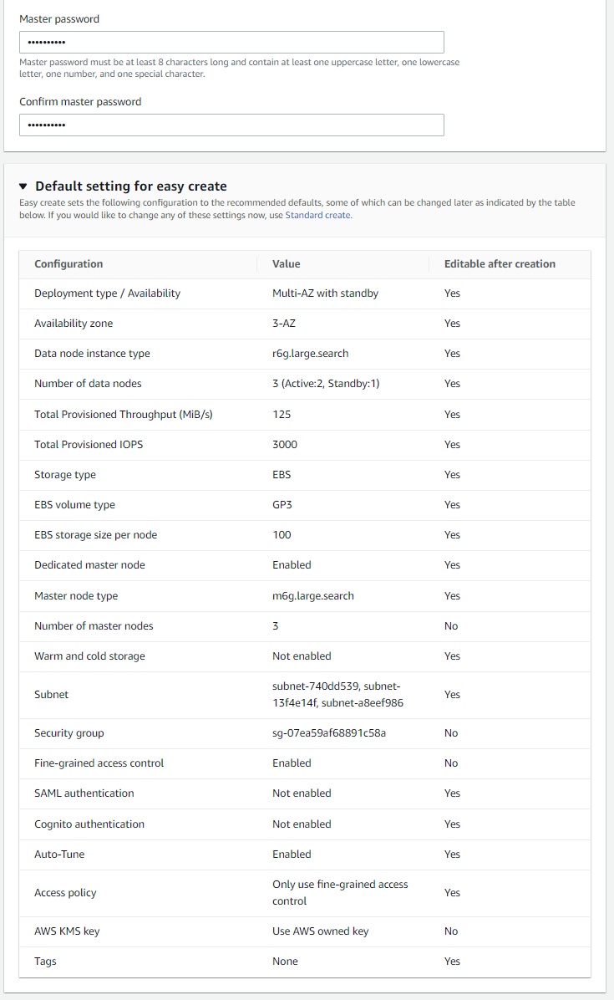 Master password
••••••••••
Master password must be at least 8 characters long and contain at least one uppercase letter, one lowercase
letter, one number, and one special character.
Confirm master password
••••••••••
▼ Default setting for easy create
Easy create sets the following configuration to the recommended defaults, some of which can be changed later as indicated by the table
below. If you would like to change any of these settings now, use Standard create.
Configuration Value Editable after creation
Deployment type / Availability Multi-AZ with standby Yes
Availability zone 3-AZ Yes
Data node instance type r6g.large.search Yes
Number of data nodes 3 (Active:2, Standby:1) Yes
Total Provisioned Throughput (MiB/s) 125 Yes
Total Provisioned IOPS 3000 Yes
Storage type EBS Yes
EBS volume type GP3 Yes
EBS storage size per node 100 Yes
Dedicated master node Enabled Yes
Master node type m6g.large.search Yes
Number of master nodes 3 No
Warm and cold storage Not enabled Yes
Subnet subnet-740dd539, subnet-
13f4e14f, subnet-a8eef986 Yes
Security group sg-07ea59af68891c58a No
Fine-grained access control Enabled No
SAML authentication Not enabled Yes
Cognito authentication Not enabled Yes
Auto-Tune Enabled Yes
Access policy Only use fine-grained access
control Yes
AWS KMS key Use AWS owned key No
Tags None Yes